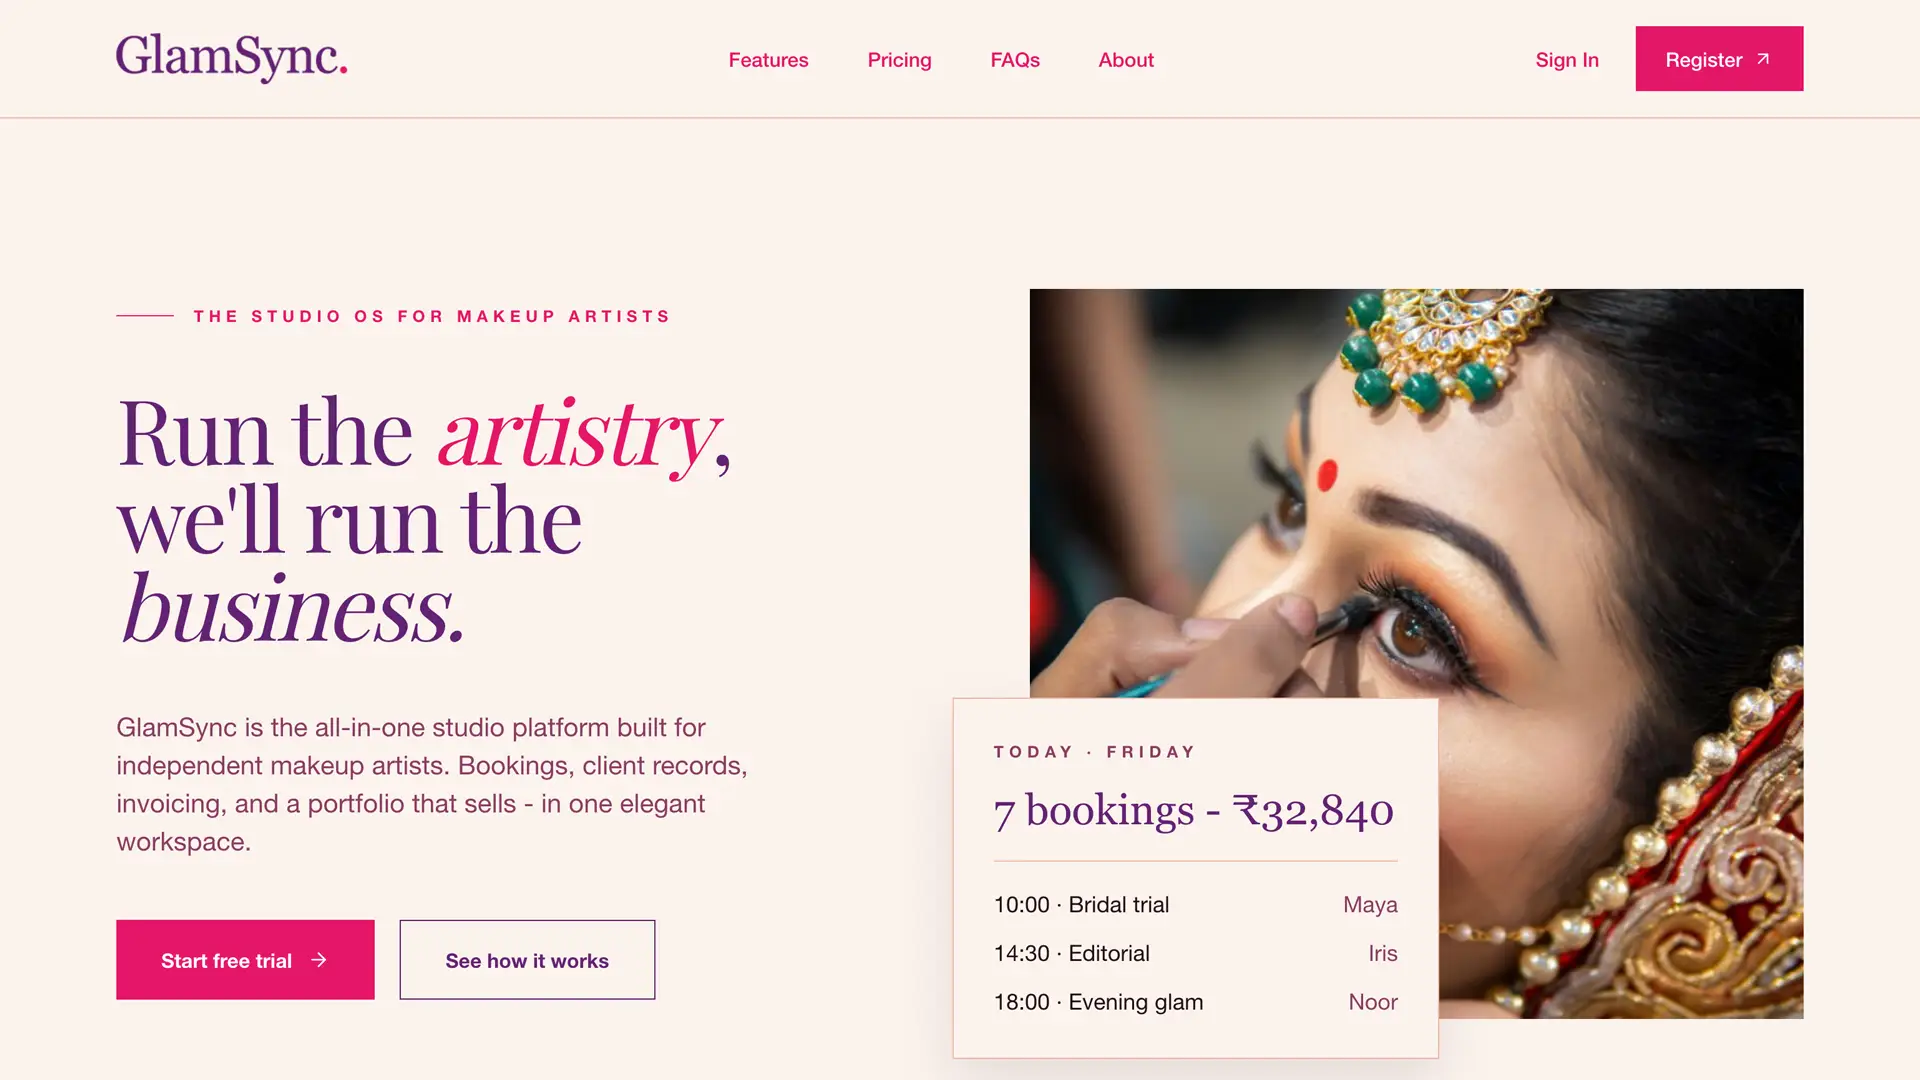 GlamSync.
Features
Pricing
FAQs
About
Sign In
Register
THE STUDIO OS FOR MAKEUP ARTISTS
Run the artistry,
we'll run the
business.
GlamSync is the all-in-one studio platform built for
independent makeup artists. Bookings, client records,
invoicing, and a portfolio that sells - in one elegant
workspace.
Start free trial
See how it works
TODAY · FRIDAY
7 bookings - ₹32,840
10:00 · Bridal trial Maya
14:30 · Editorial Iris
18:00 · Evening glam Noor